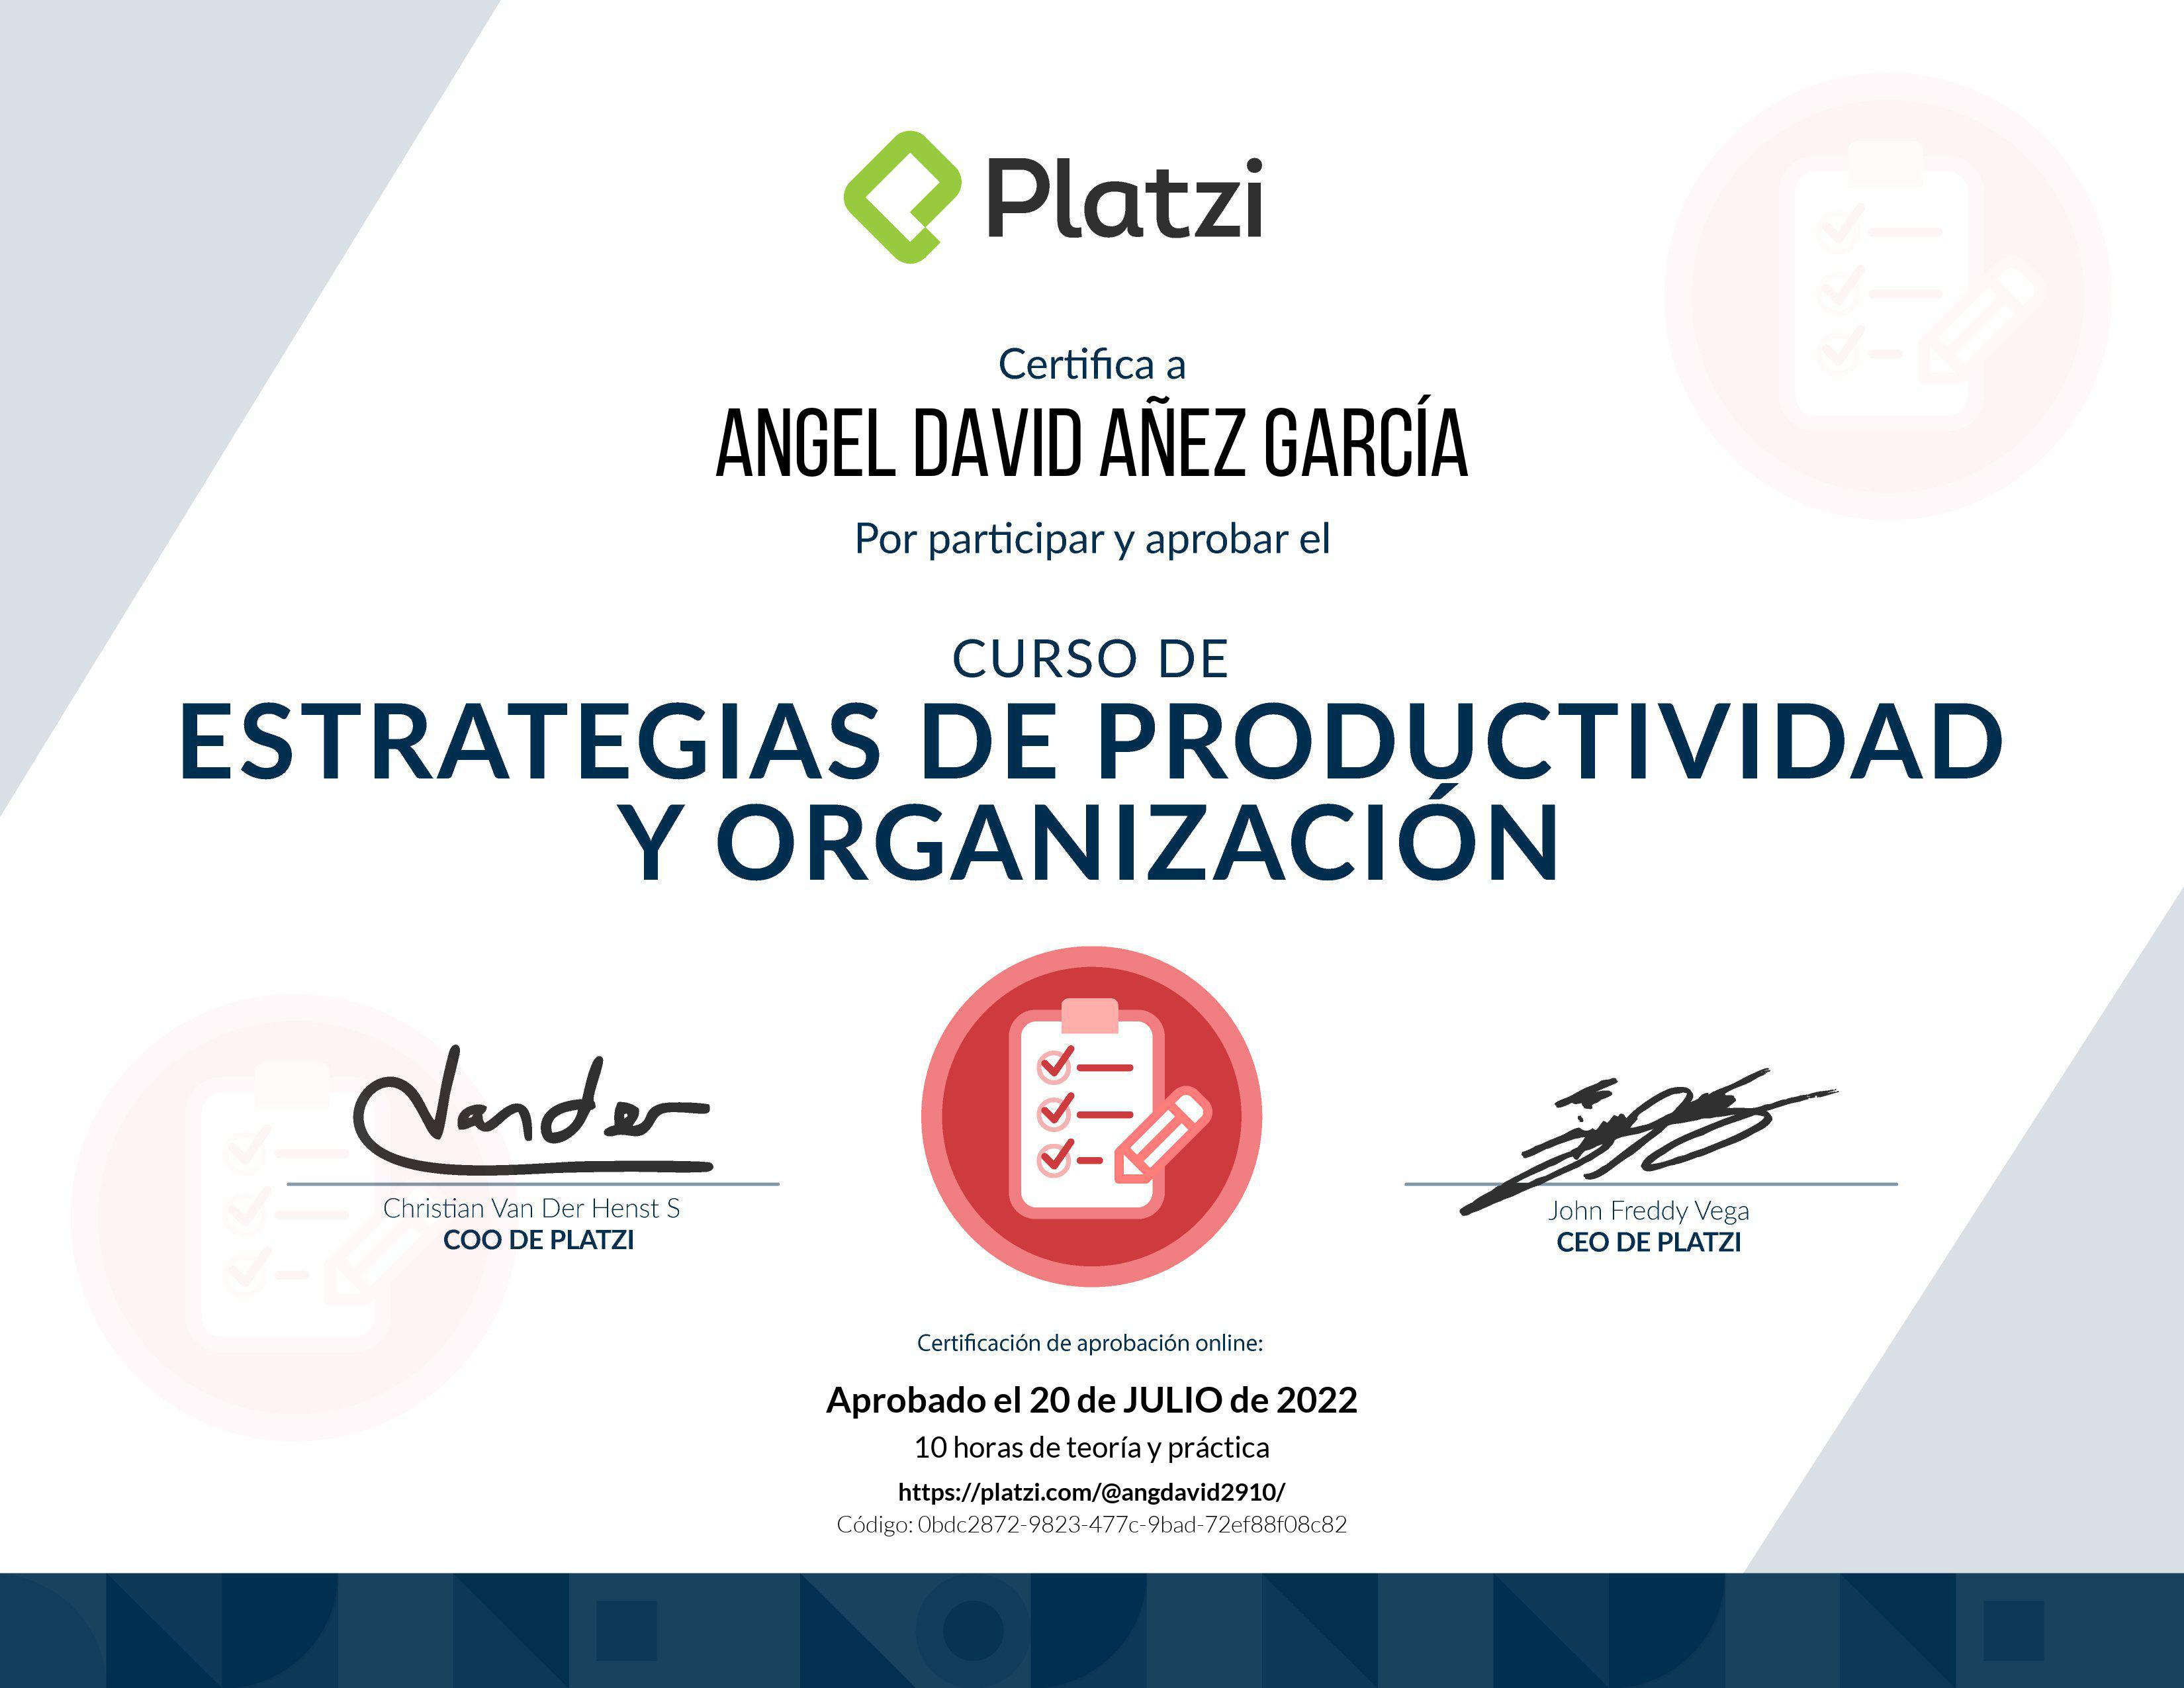 Platzi
Certifica a
ANGEL DAVID AÑEZ GARCÍA
Por participar y aprobar el
CURSO DE
ESTRATEGIAS DE PRODUCTIVIDAD
Y ORGANIZACIÓN
Vander
Christian Van Der Henst S
COO DE PLATZI
John Freddy Vega
CEO DE PLATZI
Certificación de aprobación online:
Aprobado el 20 de JULIO de 2022
10 horas de teoría y práctica
https://platzi.com/@angdavid2910/
Código: 0bdc2872-9823-477c-9bad-72ef88f08c82